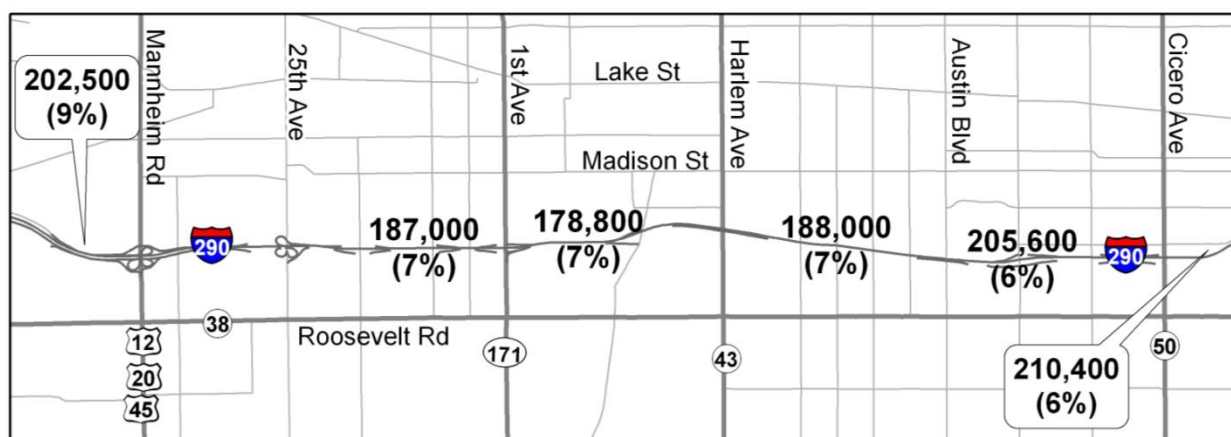 Mannheim Rd
25th Ave
1st Ave
Harlem Ave
Austin Blvd
Cicero Ave
Lake St
202,500
(9%)
Madison St
290
187,000
(7%)
178,800
(7%)
188,000
(7%)
205,600
(6%)
290
38
Roosevelt Rd
12
20
45
171
43
50
210,400
(6%)